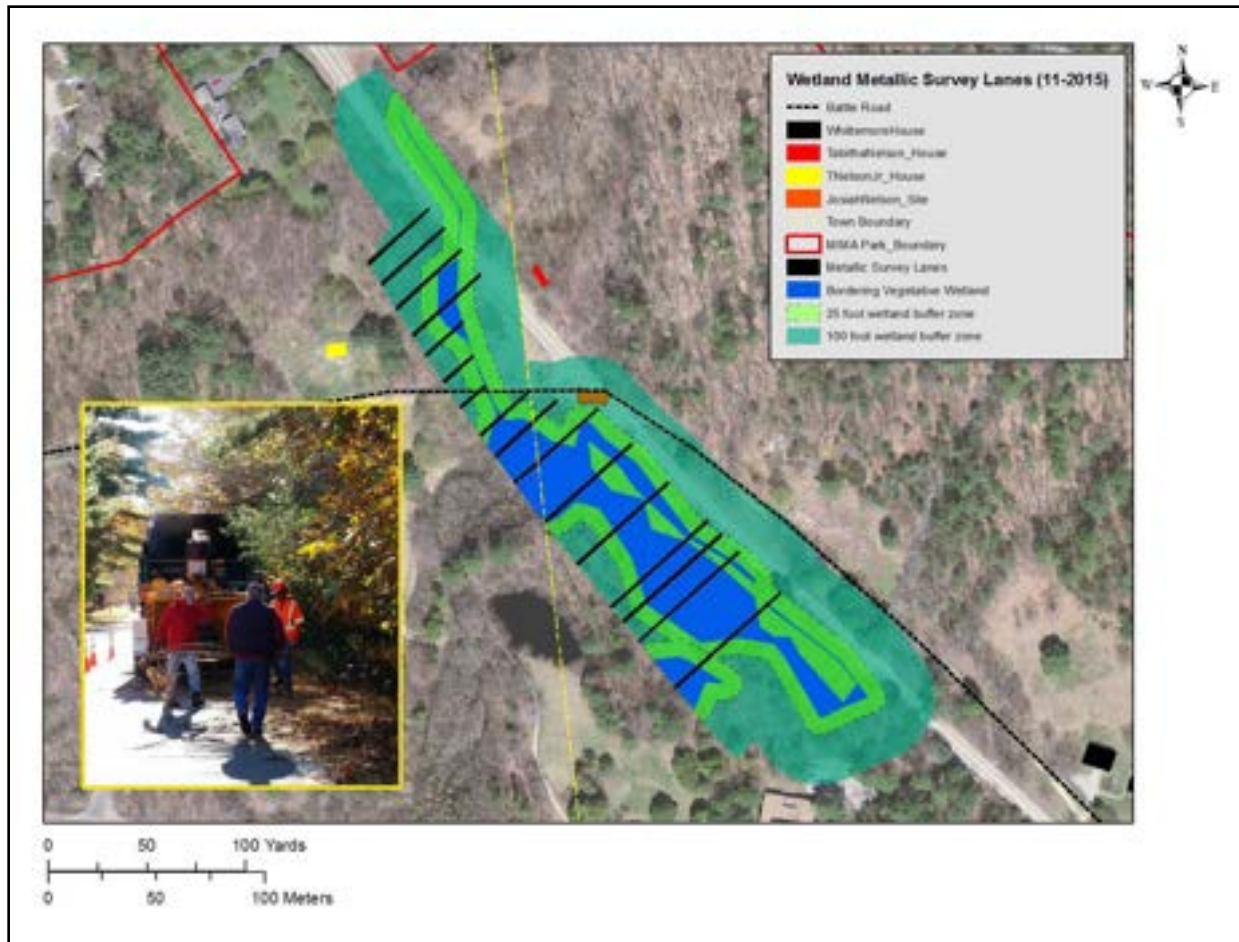 Wetland Metallic Survey Lanes (11-2015)
Battle Road
WhittemoreHouse
TabithaNelson_House
TNelsonJr_House
JosiahNelson_Site
Town Boundary
MIMA Park_Boundary
Metallic Survey Lanes
Bordering Vegetative Wetland
25 foot wetland buffer zone
100 foot wetland buffer zone
N
W E
S
0 50 100 Yards
0 50 100 Meters